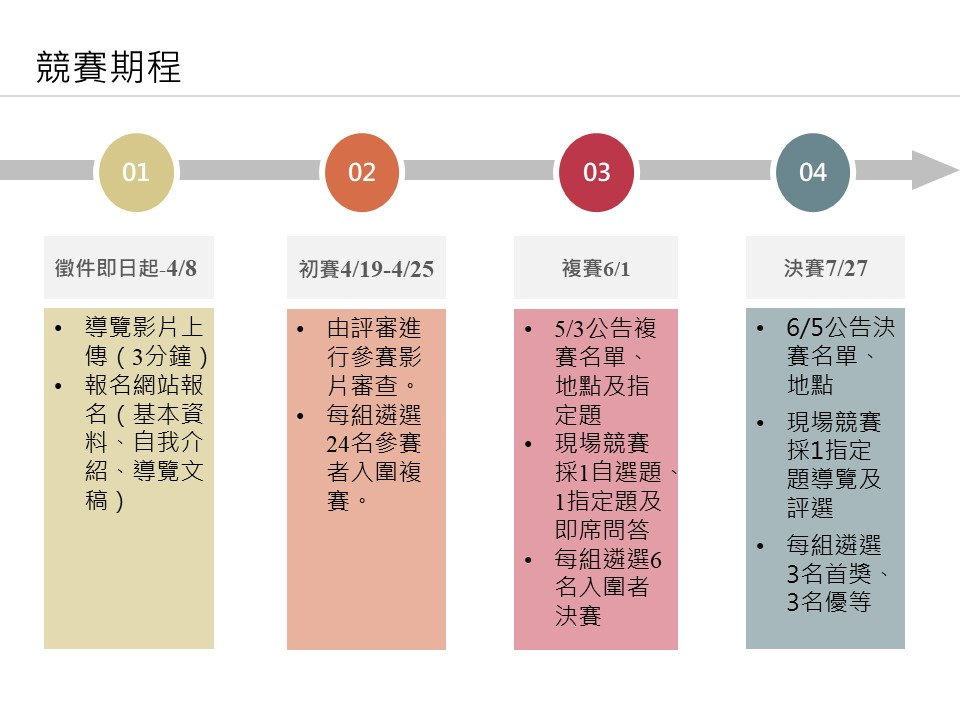 競賽期程
01
02
03
04
徵件即日起-4/8
初賽4/19-4/25
複賽6/1
決賽7/27
• 導覽影片上
傳（3分鐘）
• 報名網站報
名（基本資
料、自我介
紹、導覽文
稿）
• 由評審進
行參賽影
片審查。
• 每組遴選
24名參賽
者入圍複
賽。
• 5/3公告複
賽名單、
地點及指
定題
• 現場競賽
採1自選題、
1指定題及
即席問答
• 每組遴選6
名入圍者
決賽
• 6/5公告決
賽名單、
地點
• 現場競賽
採1指定
題導覽及
評選
• 每組遴選
3名首獎、
3名優等